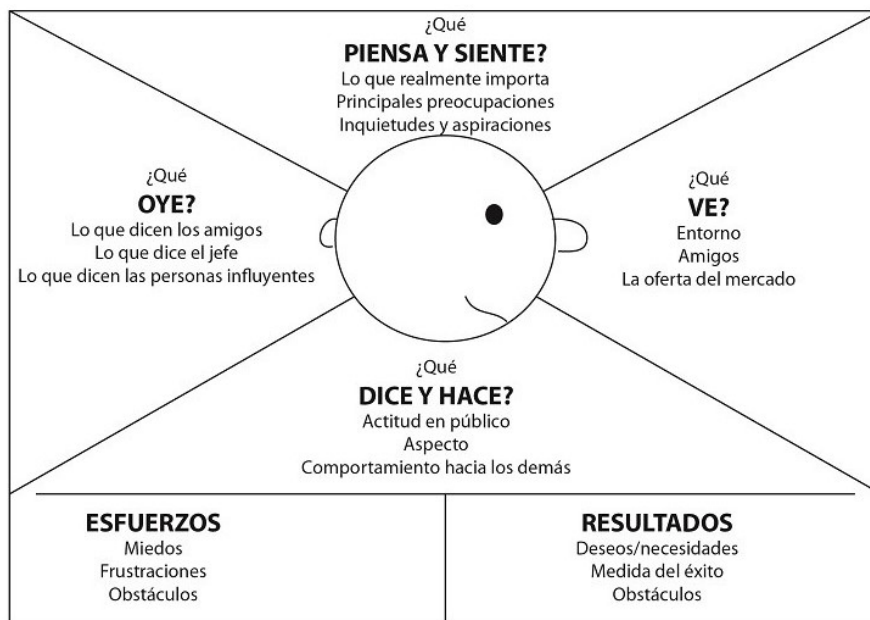 ¿Qué
PIENSA Y SIENTE?
Lo que realmente importa
Principales preocupaciones
Inquietudes y aspiraciones
¿Qué
OYE?
Lo que dicen los amigos
Lo que dice el jefe
Lo que dicen las personas influyentes
¿Qué
VE?
Entorno
Amigos
La oferta del mercado
¿Qué
DICE Y HACE?
Actitud en público
Aspecto
Comportamiento hacia los demás
ESFUERZOS
Miedos
Frustraciones
Obstáculos
RESULTADOS
Deseos/necesidades
Medida del éxito
Obstáculos